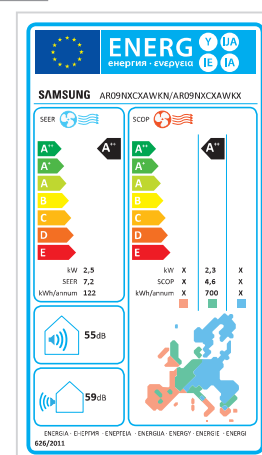 ENERG Y IJA
енергия · ενεργεια IE IA
SAMSUNG AR09NXCXAWKN/AR09NXCXAWKX
SEER SCOP
A++ A++ A++ A++
A+ A+
A A
B B
C C
D D
E E
kW 2,5 kW X 2,3 X
SEER 7,2 SCOP X 4,6 X
kWh/annum 122 kWh/annum X 700 X
55dB
59dB
ENERGIA · ЕНЕРГИЯ · ΕΝΕΡΓΕΙΑ · ENERGIJA · ENERGY · ENERGIE · ENERGI
626/2011